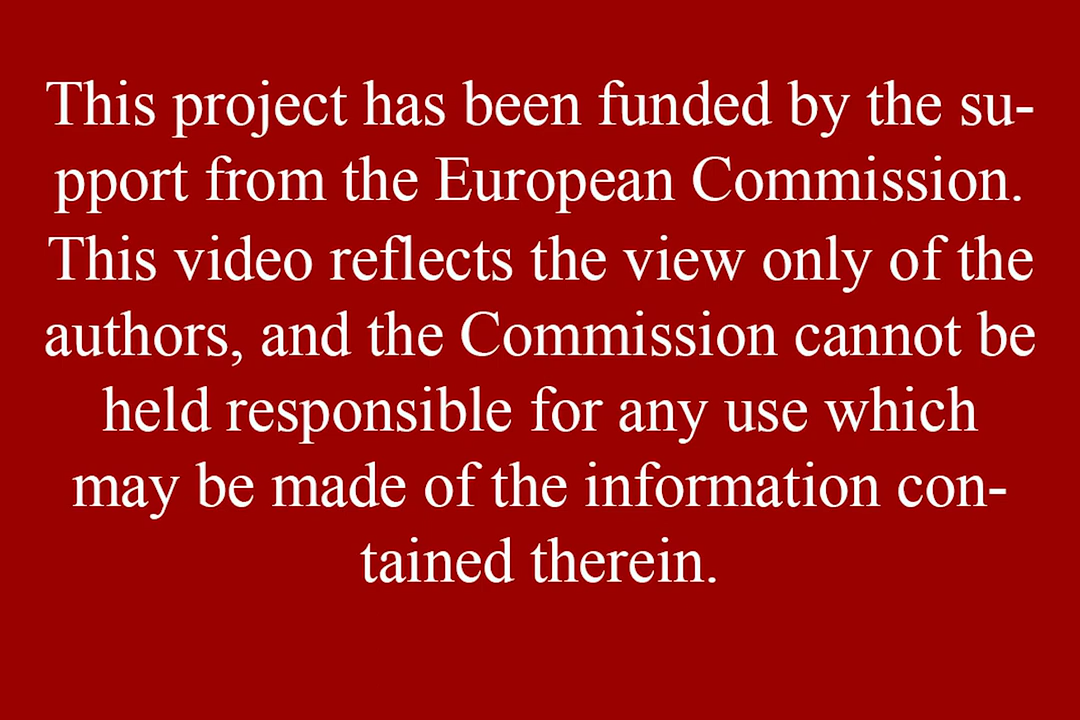 This project has been funded by the su-
pport from the European Commission.
This video reflects the view only of the
authors, and the Commission cannot be
held responsible for any use which
may be made of the information con-
tained therein.